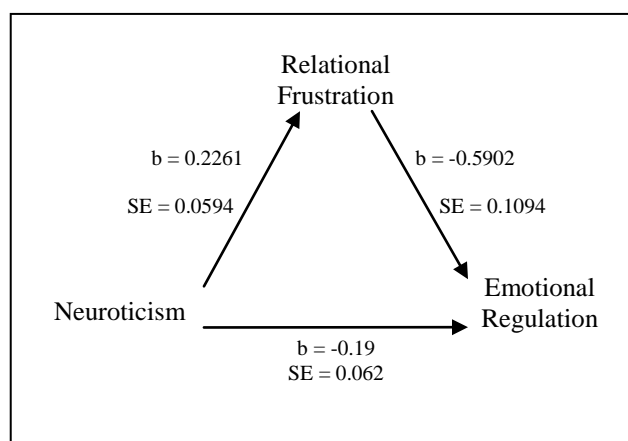 Relational
Frustration
b = 0.2261
b = -0.5902
SE = 0.0594
SE = 0.1094
Neuroticism
Emotional
Regulation
b = -0.19
SE = 0.062